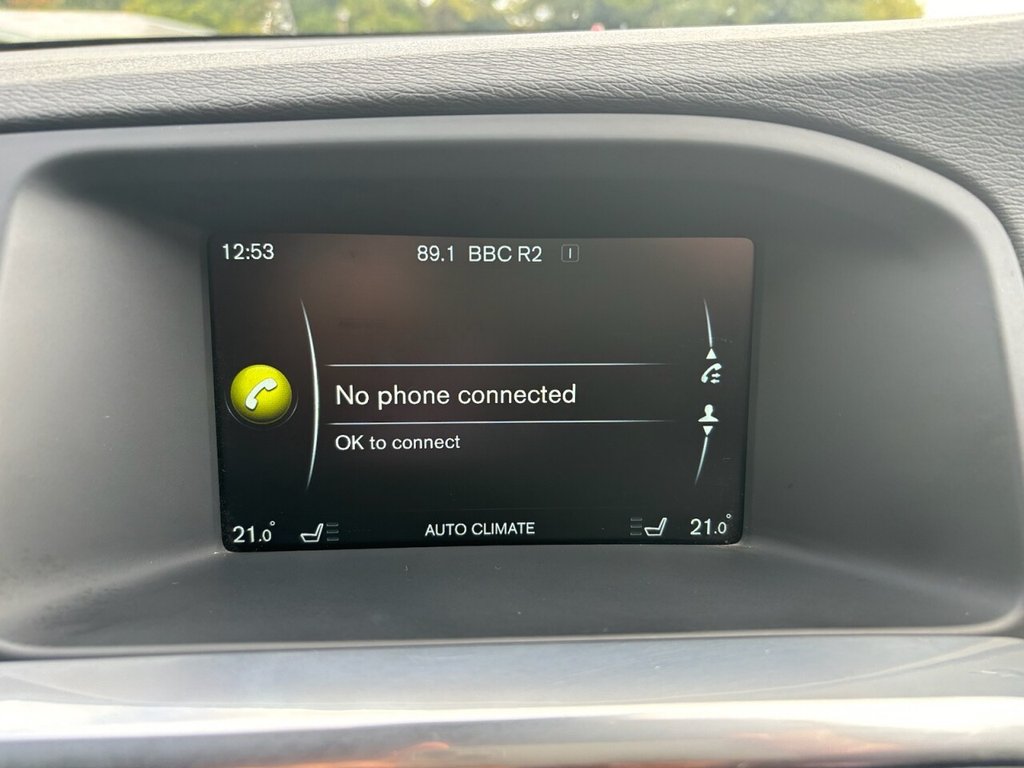 12:53 89.1 BBC R2 I
No phone connected
OK to connect
21.0° AUTO CLIMATE 21.0°